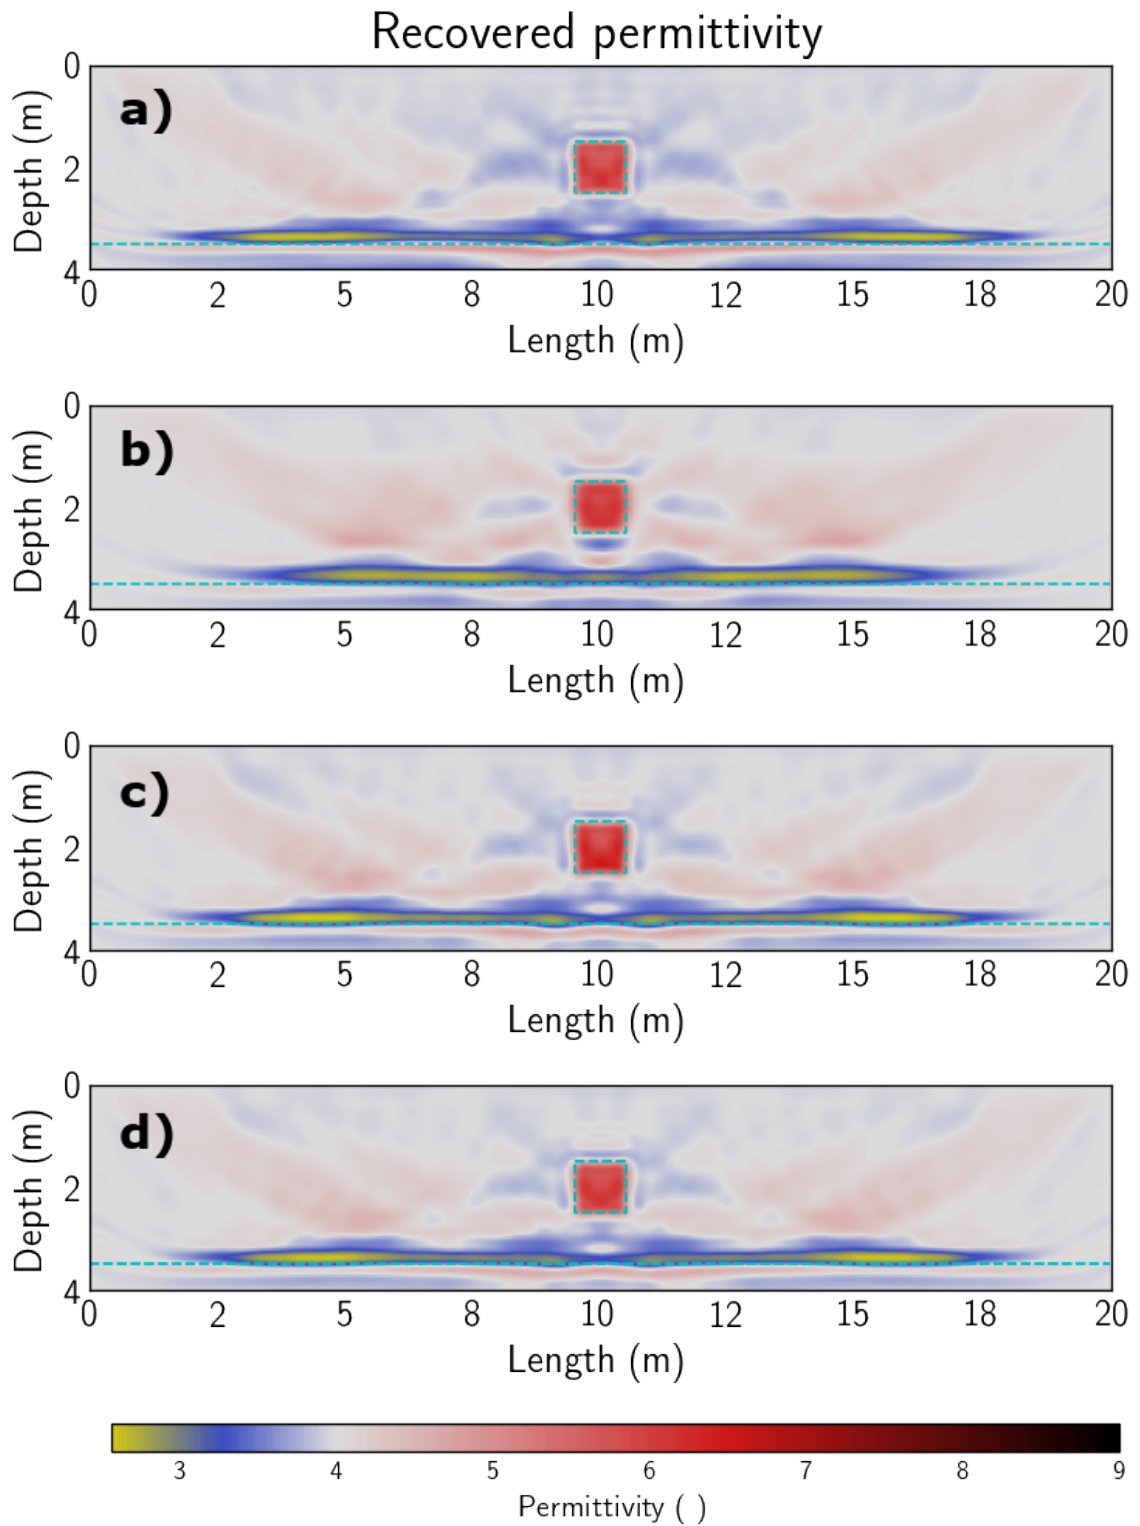 Recovered permittivity
a)
Depth (m)
0
2
4
0 2 5 8 10 12 15 18 20
Length (m)
b)
Depth (m)
0
2
4
0 2 5 8 10 12 15 18 20
Length (m)
c)
Depth (m)
0
2
4
0 2 5 8 10 12 15 18 20
Length (m)
d)
Depth (m)
0
2
4
0 2 5 8 10 12 15 18 20
Length (m)
3 4 5 6 7 8 9
Permittivity ( )